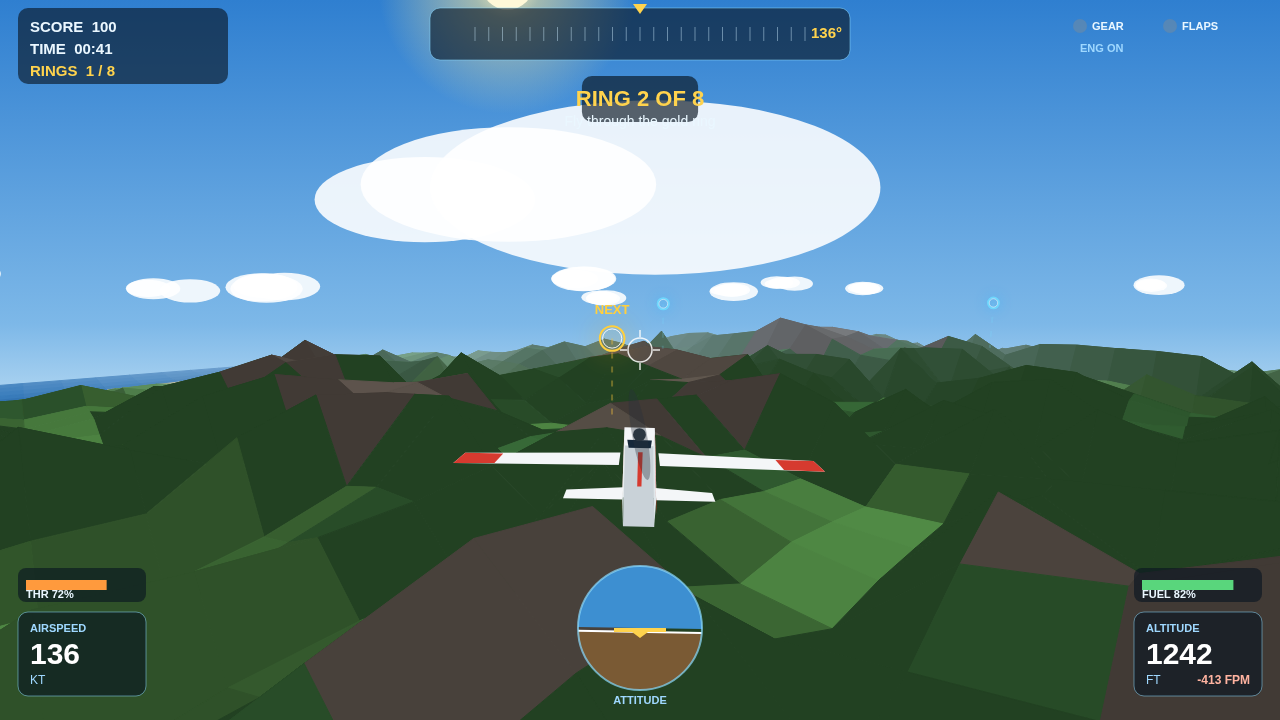 SCORE 100
TIME 00:41
RINGS 1 / 8
136°
GEAR
FLAPS
ENG ON
RING 2 OF 8
through the gold
NEXT
THR 72%
AIRSPEED
136
KT
ATTITUDE
FUEL 82%
ALTITUDE
1242
FT -413 FPM